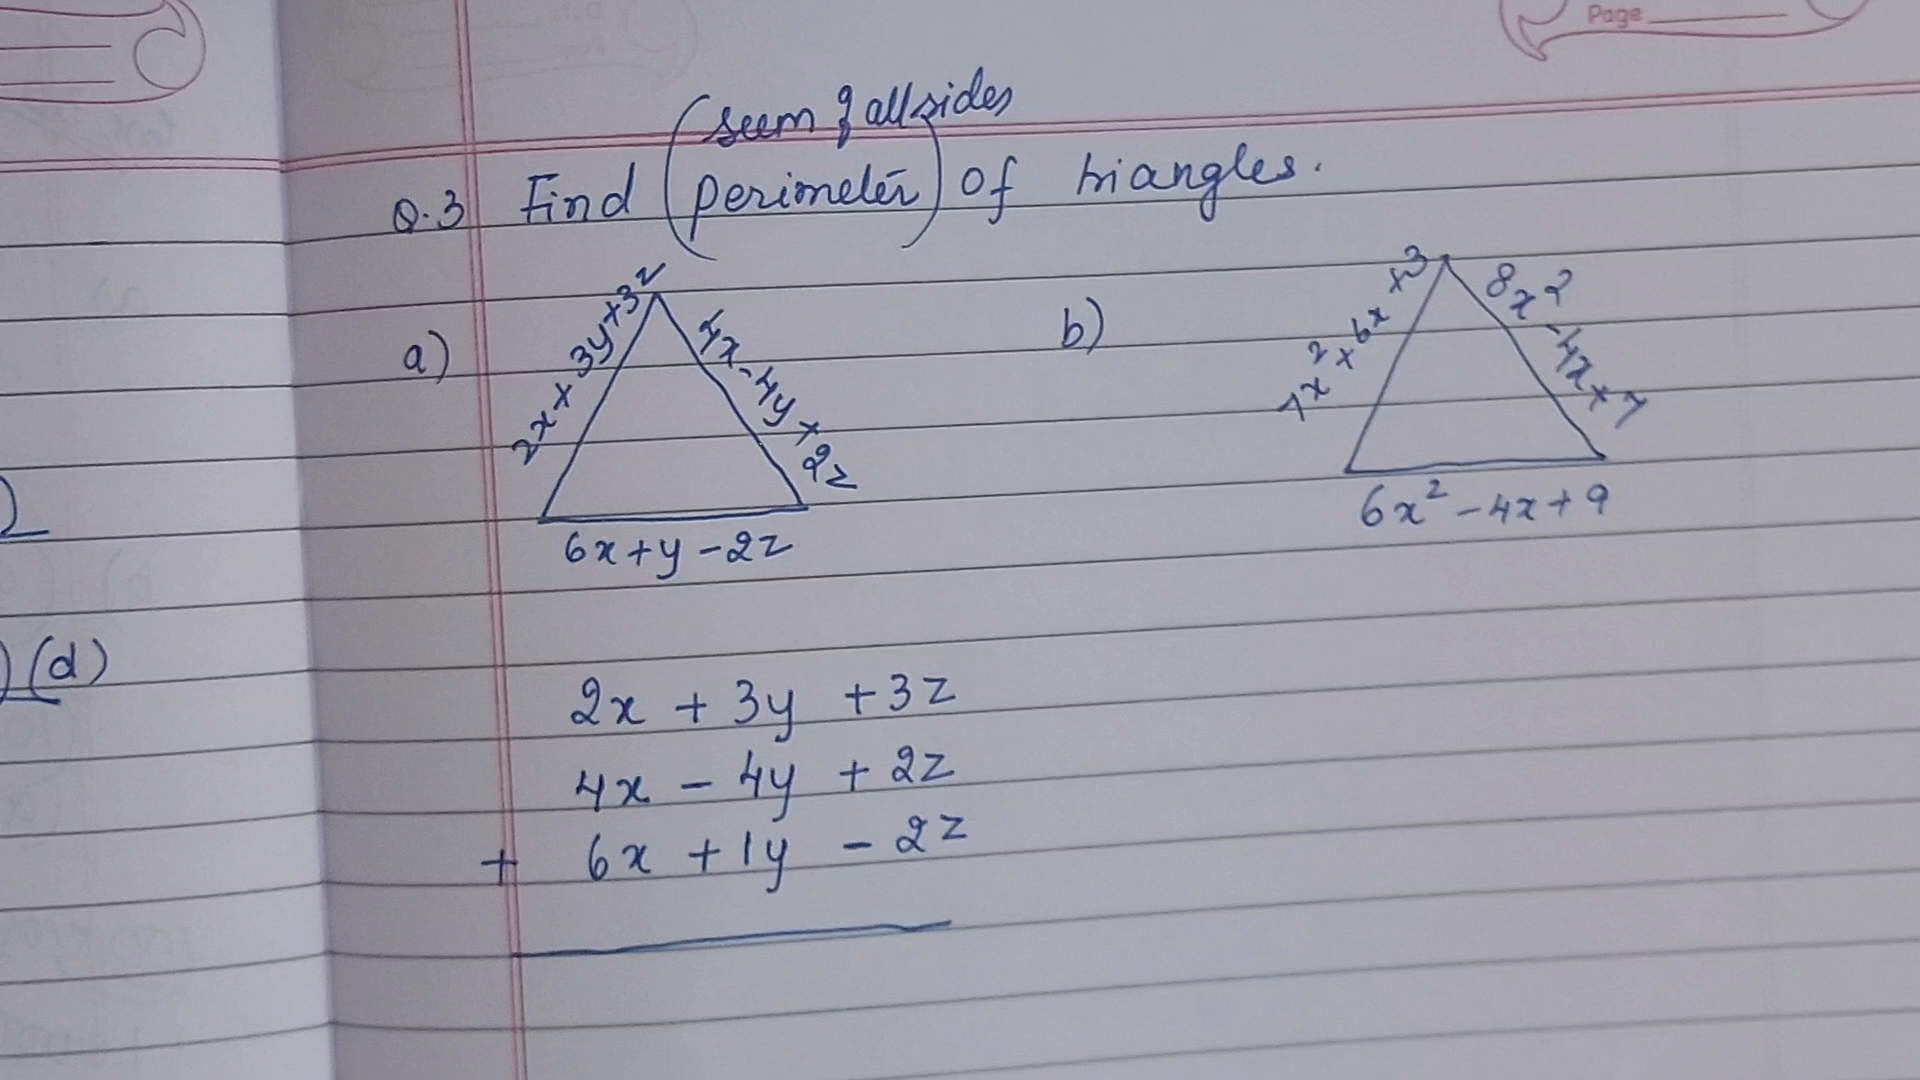 Page
(sum of all sides
Q.3 Find (perimeter) of triangles.
a)
2x + 3y + 3z
4x - 4y + 2z
6x + y - 2z
b)
7x² + 6x + 3
8x² - 4x + 7
6x² - 4x + 9
) (d)
2x + 3y + 3z
4x - 4y + 2z
+ 6x + 1y - 2z